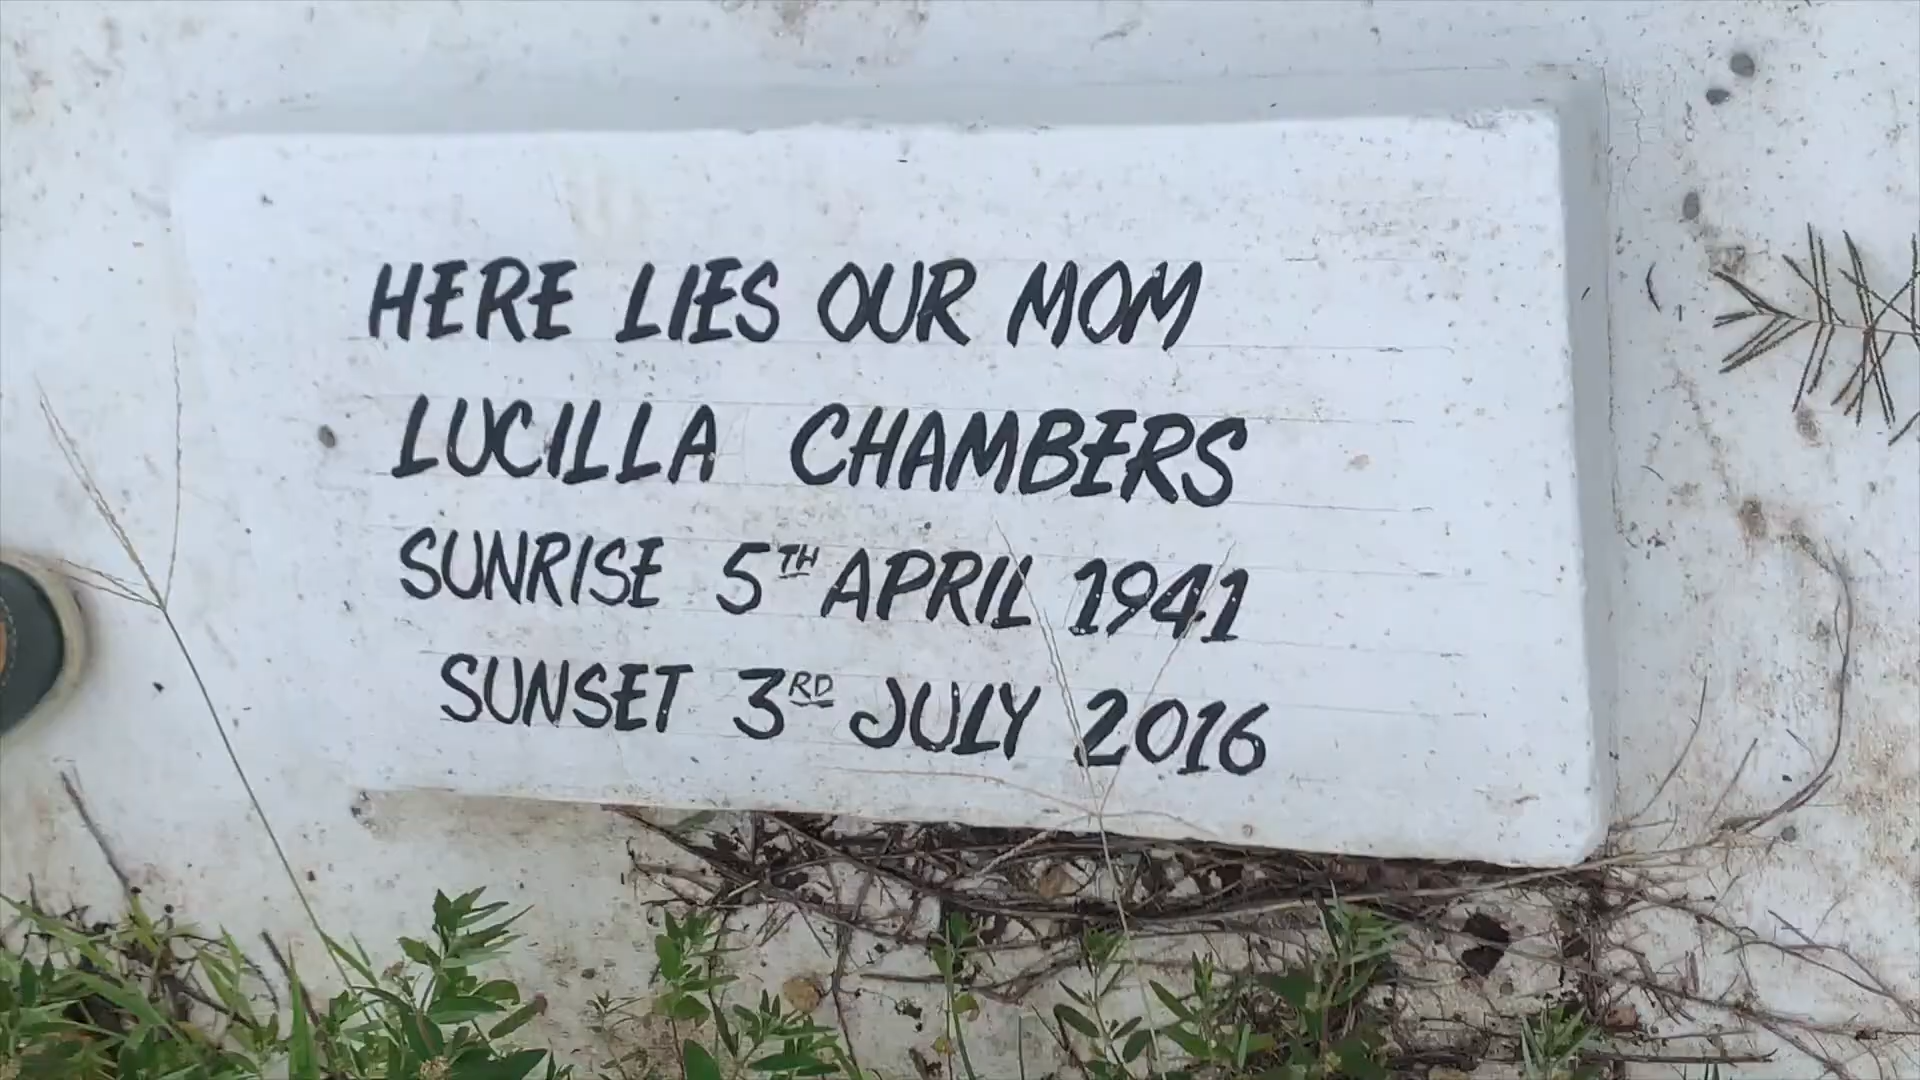 HERE LIES OUR MOM
LUCILLA CHAMBERS
SUNRISE 5TH APRIL 1941
SUNSET 3RD JULY 2016